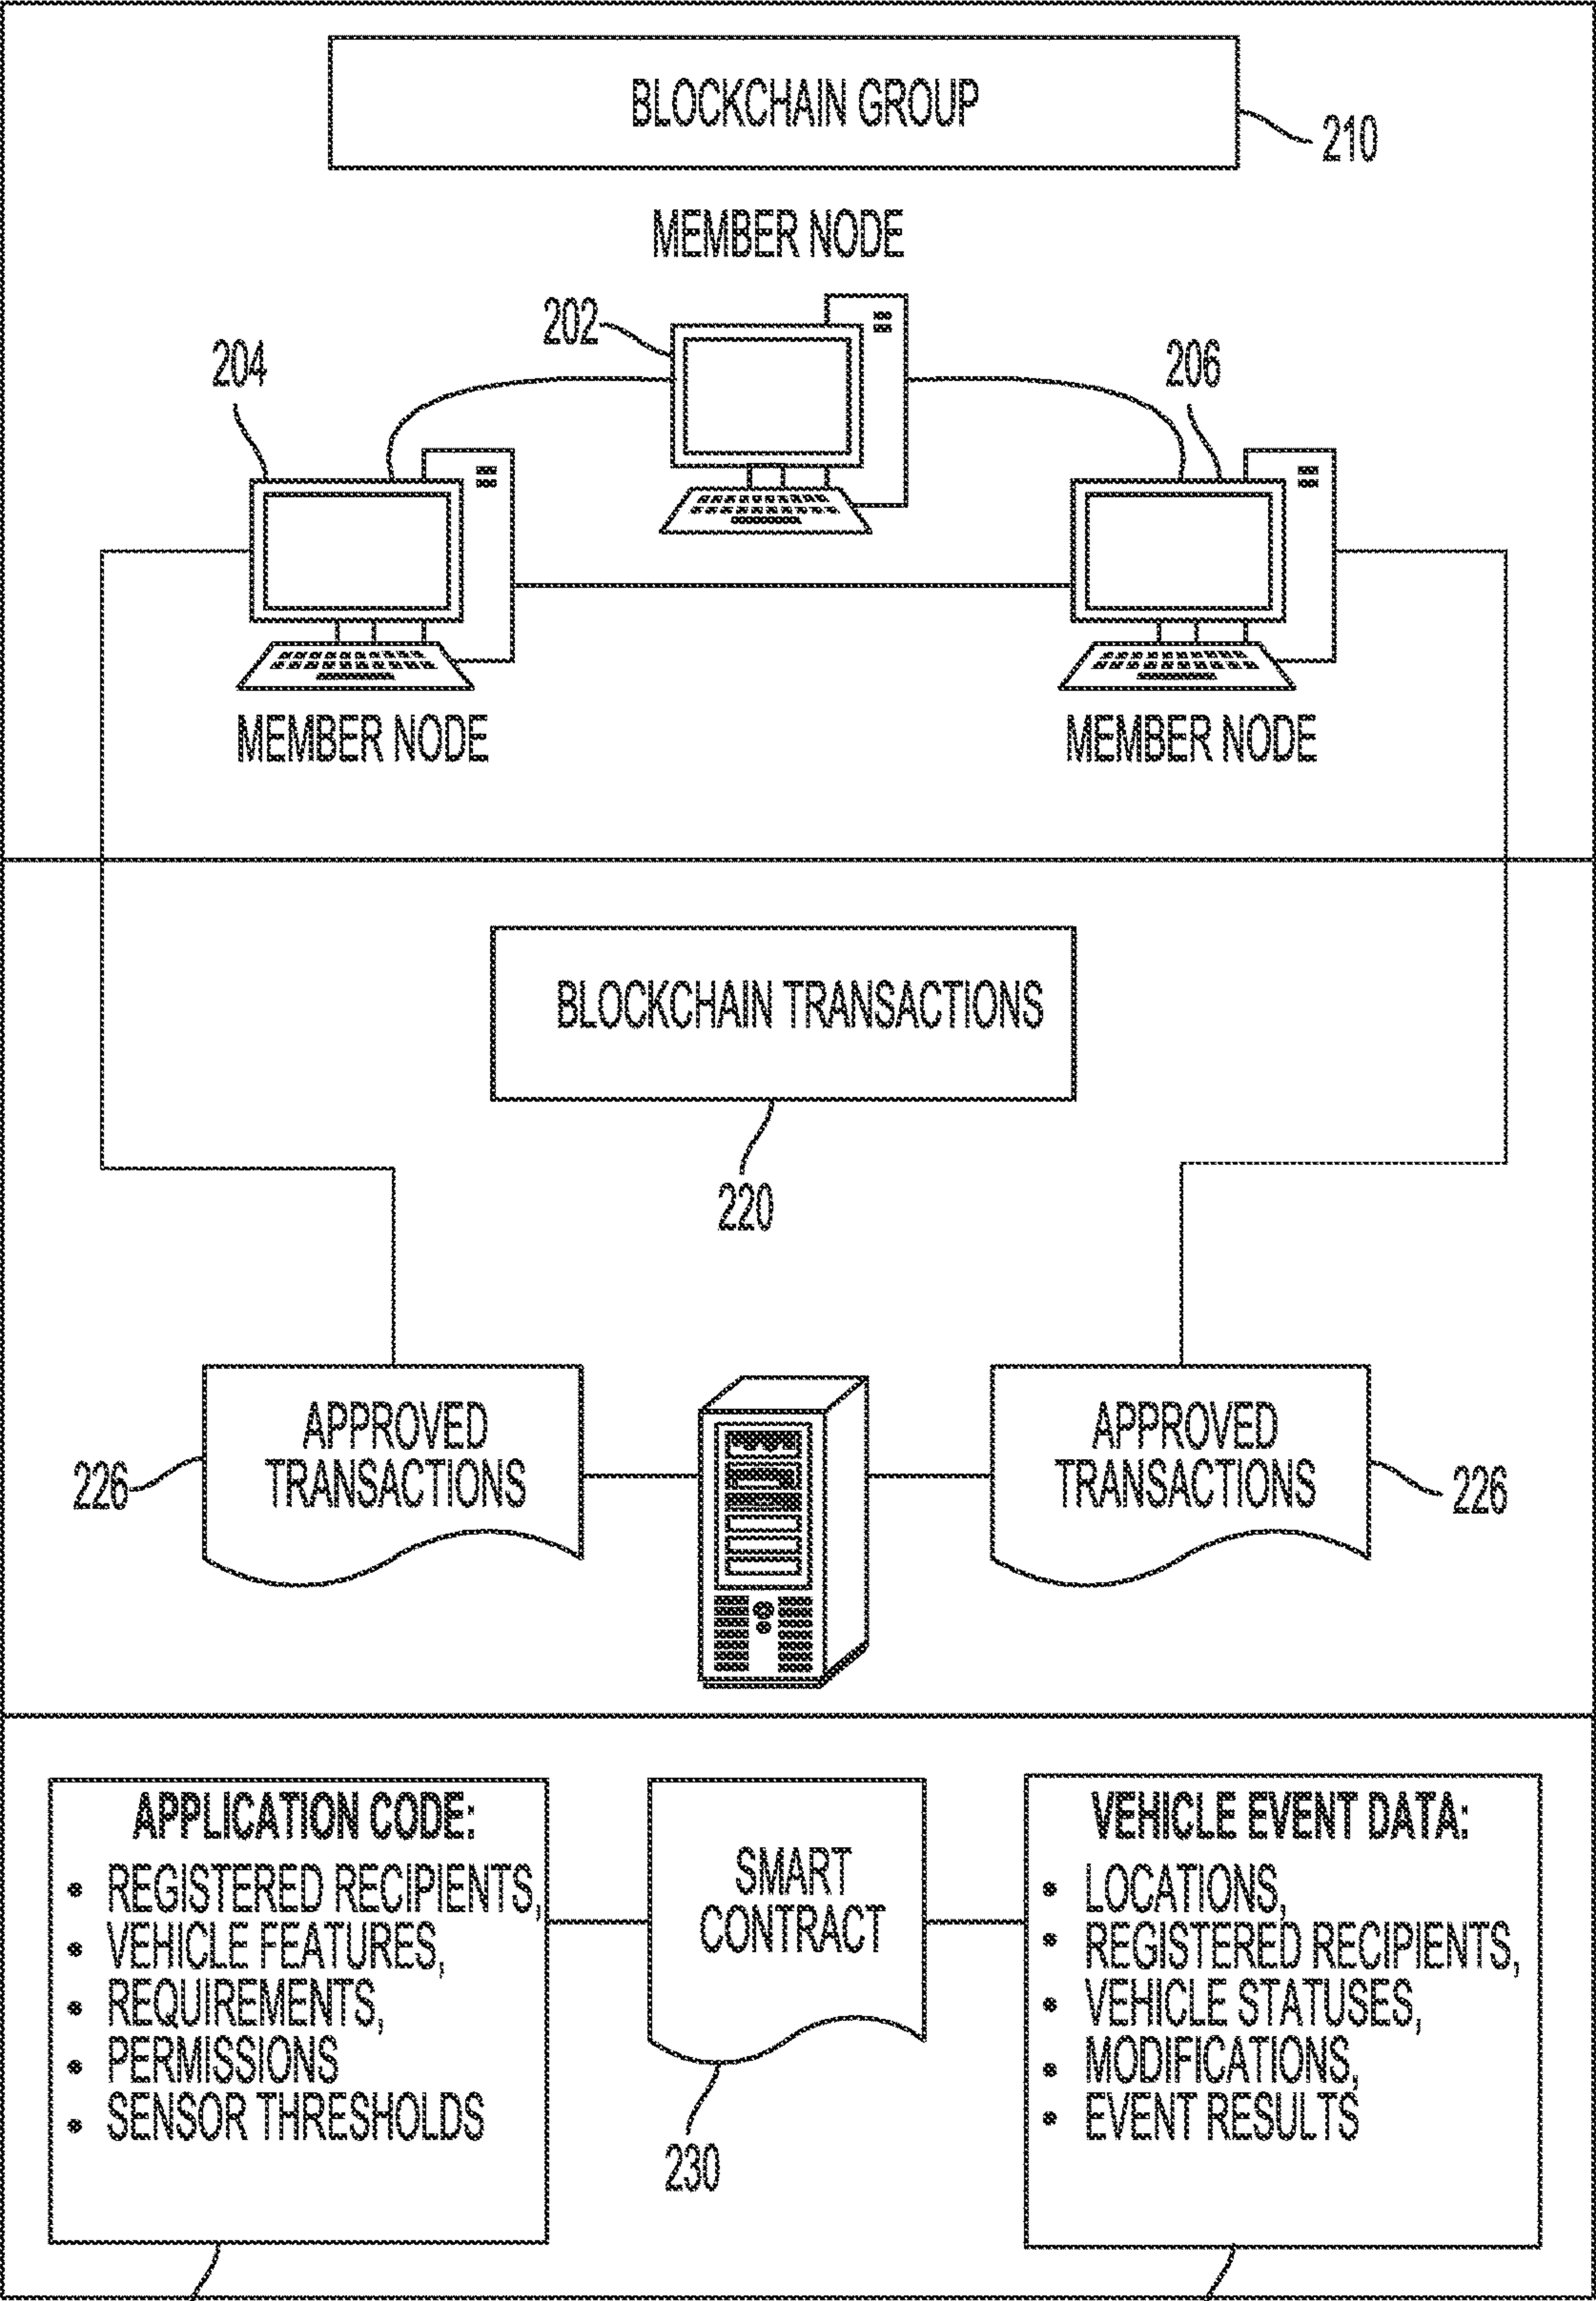 BLOCKCHAIN GROUP
210
MEMBER NODE
202
204
206
MEMBER NODE
MEMBER NODE
BLOCKCHAIN TRANSACTIONS
220
APPROVED
TRANSACTIONS
226
APPROVED
TRANSACTIONS
226
APPLICATION CODE:
• REGISTERED RECIPIENTS,
• VEHICLE FEATURES,
• REQUIREMENTS,
• PERMISSIONS
• SENSOR THRESHOLDS
SMART
CONTRACT
230
VEHICLE EVENT DATA:
• LOCATIONS,
• REGISTERED RECIPIENTS,
• VEHICLE STATUSES,
• MODIFICATIONS,
• EVENT RESULTS